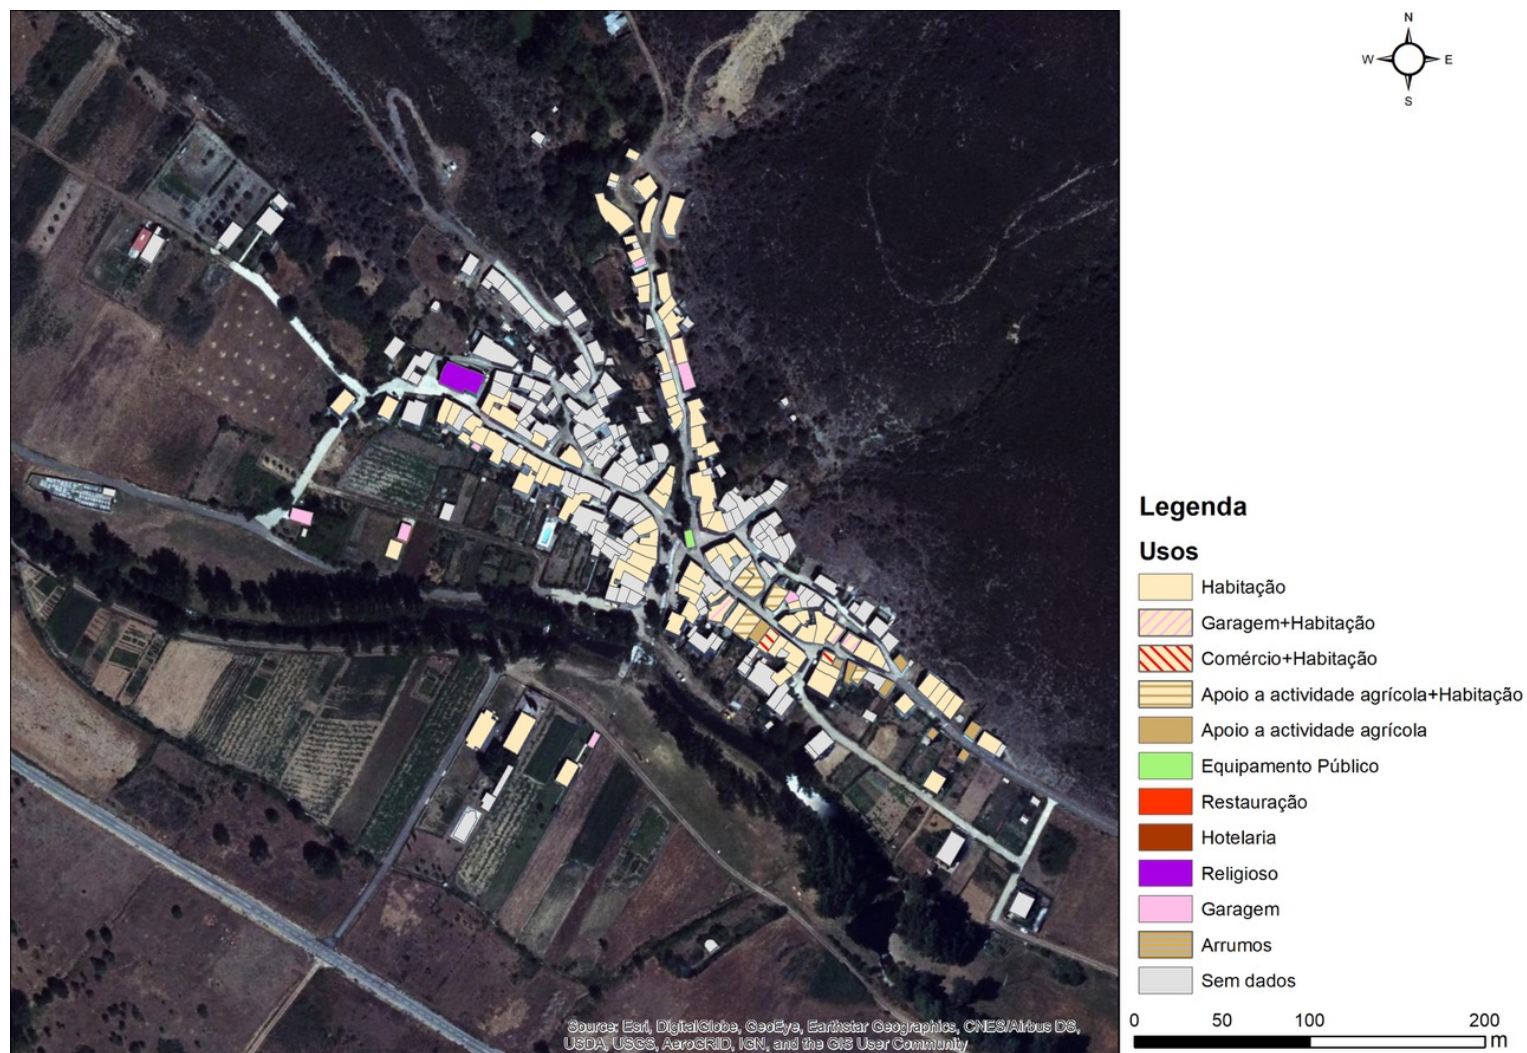 N
W E
S
Legenda
Usos
Habitação
Garagem+Habitação
Comércio+Habitação
Apoio a actividade agrícola+Habitação
Apoio a actividade agrícola
Equipamento Público
Restauração
Hotelaria
Religioso
Garagem
Arrumos
Sem dados
0 50 100 200
m
Source: Esri, DigitalGlobe, GeoEye, Earthstar Geographics, CNES/Airbus DS,
USDA, USGS, AeroGRID, IGN, and the GIS User Community